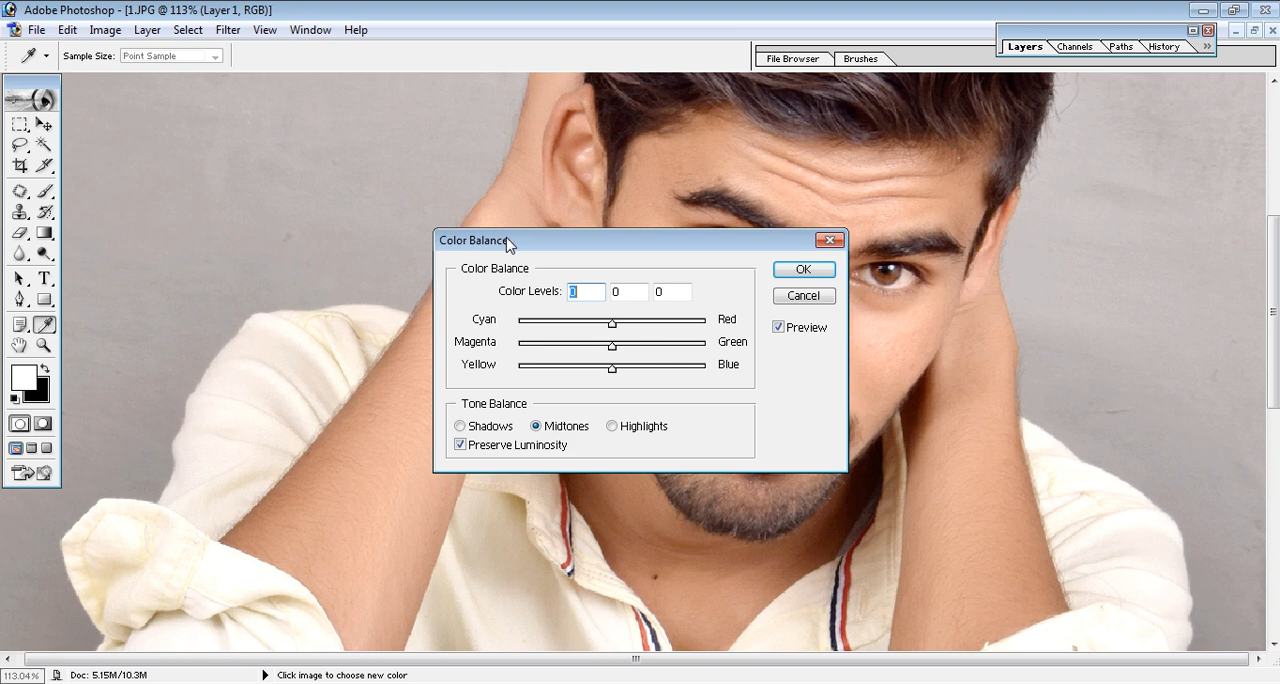 Adobe Photoshop - [1.JPG @ 113% (Layer 1, RGB)]
File Edit Image Layer Select Filter View Window Help
Sample Size: Point Sample
File Browser Brushes
Layers Channels Paths History
Color Balance
Color Balance
Color Levels: 0 0 0
Cyan Red
Magenta Green
Yellow Blue
OK
Cancel
Preview
Tone Balance
Shadows Midtones Highlights
Preserve Luminosity
113.04% Doc: 5.15M/10.3M Click image to choose new color